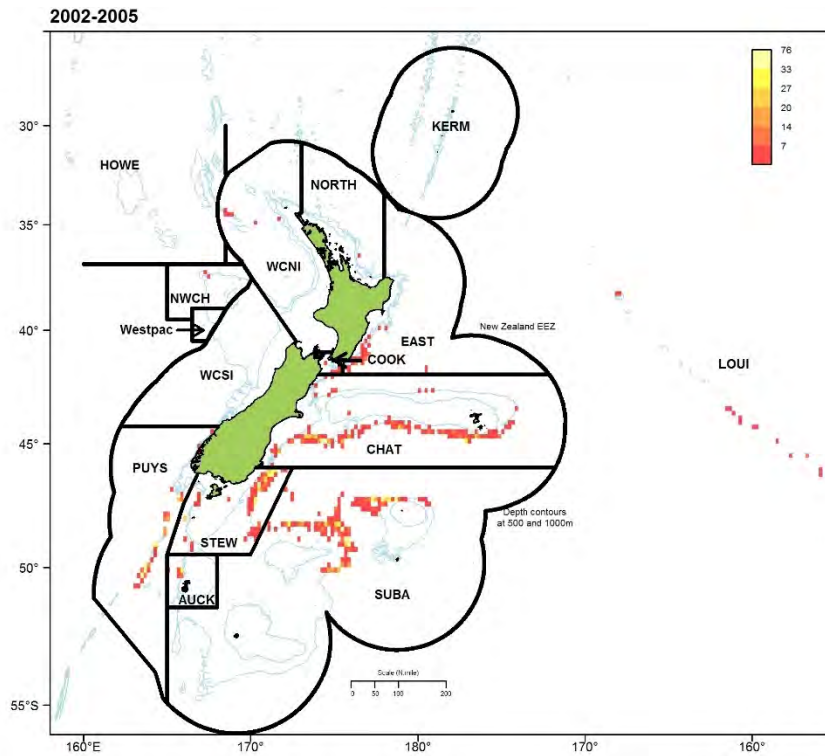 2002-2005
76
33
27
20
14
7
30°
KERM
HOWE
NORTH
35°
WCNI
NWCH
Westpac
40°
EAST
New Zealand EEZ
COOK
LOUI
WCSI
45°
CHAT
PUYS
Depth contours
at 500 and 1000m
STEW
50°
SUBA
AUCK
Scale (N.mile)
0 50 100 200
55°S
160°E 170° 180° 170° 160°